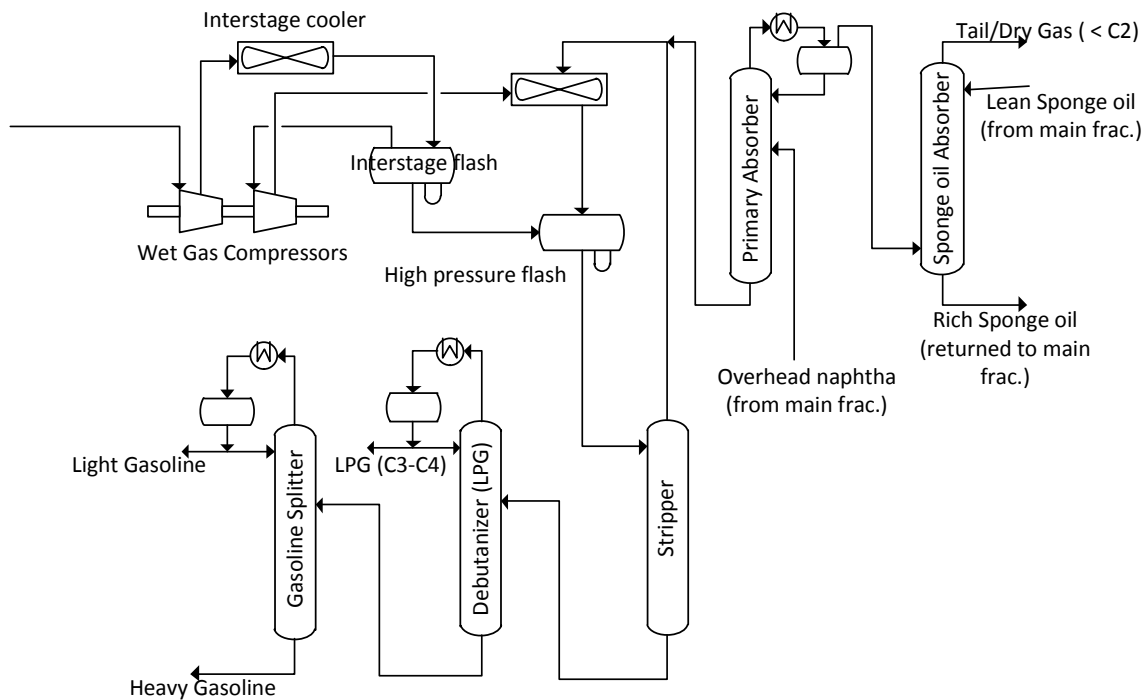 Interstage cooler
Tail/Dry Gas ( < C2)
Lean Sponge oil
(from main frac.)
Interstage flash
Primary Absorber
Sponge oil Absorber
Wet Gas Compressors
High pressure flash
Rich Sponge oil
(returned to main
frac.)
Overhead naphtha
(from main frac.)
Light Gasoline
LPG (C3-C4)
Gasoline Splitter
Debutanizer (LPG)
Stripper
Heavy Gasoline